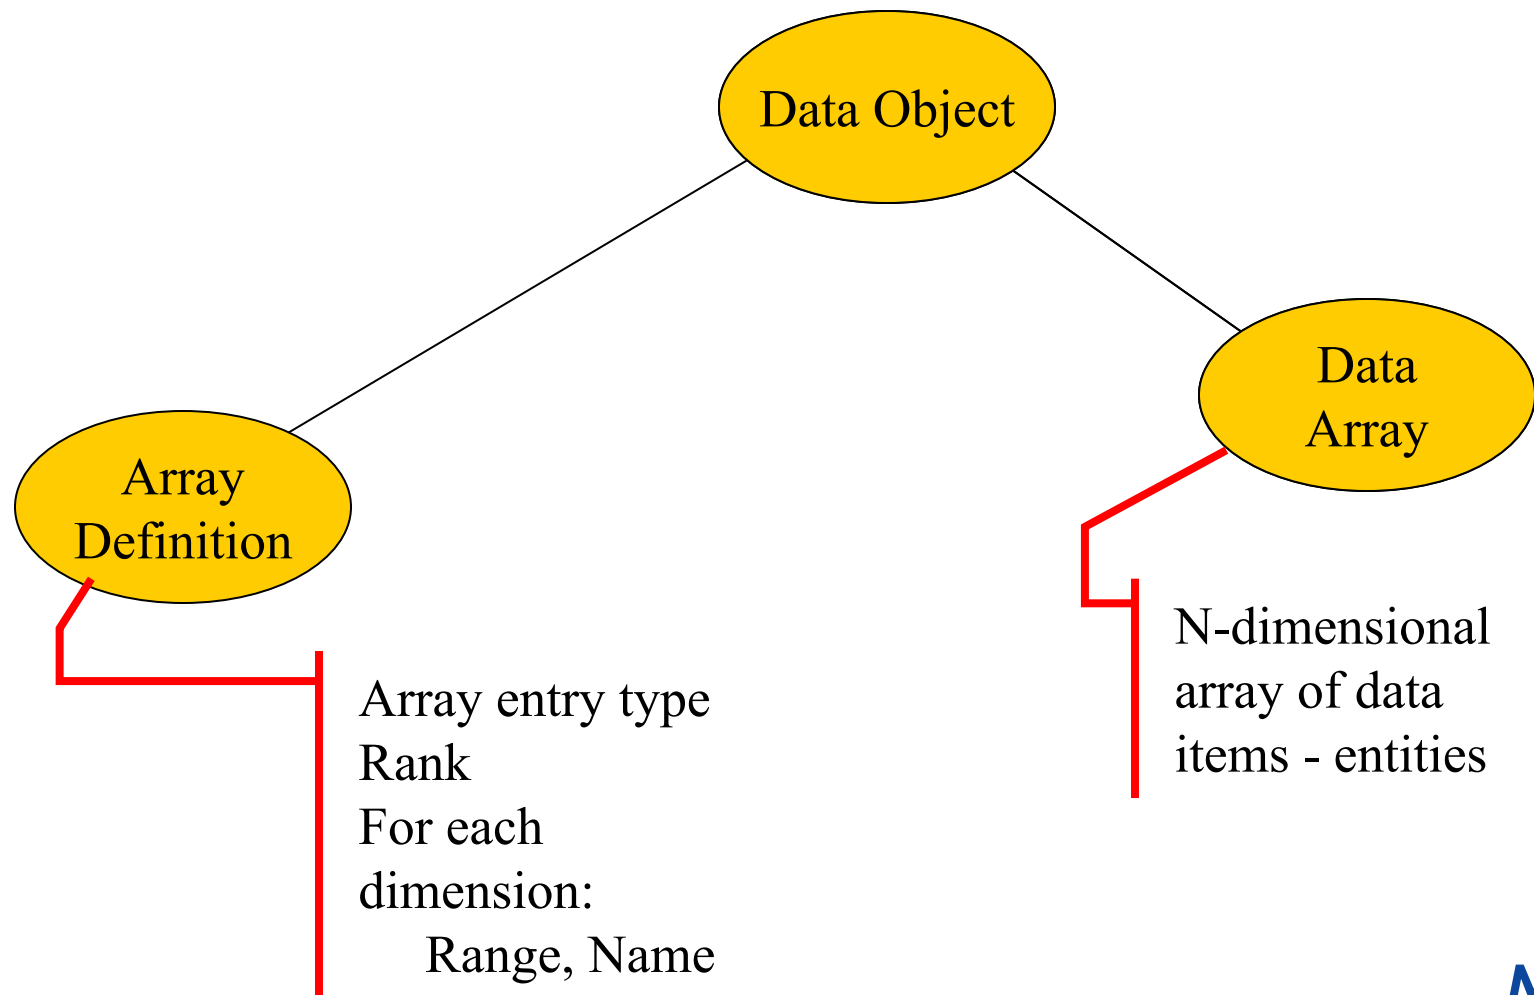 Data Object
Data
Array
Array
Definition
N-dimensional
array of data
items - entities
Array entry type
Rank
For each
dimension:
Range, Name